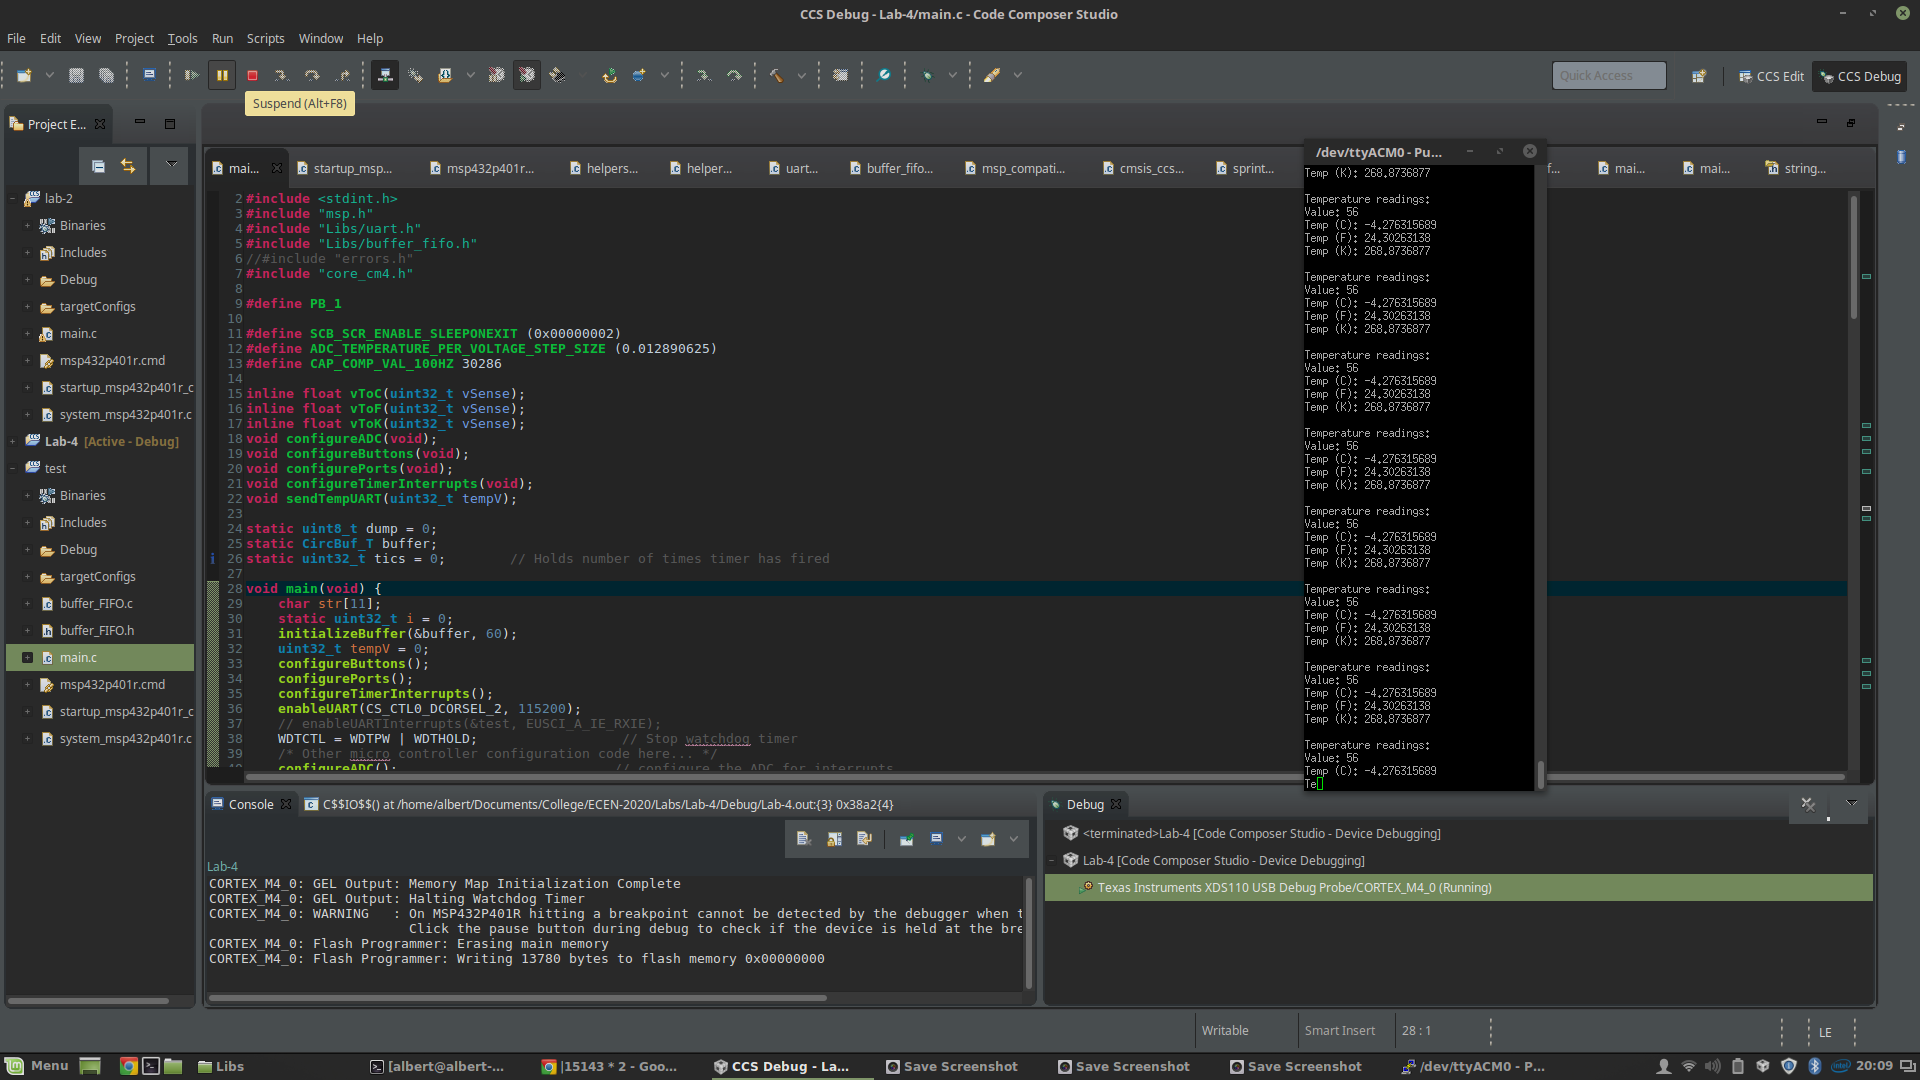 CCS Debug - Lab-4/main.c - Code Composer Studio
File Edit View Project Tools Run Scripts Window Help
Quick Access
CCS Edit
CCS Debug
Suspend (Alt+F8)
Project E...
lab-2
Binaries
Includes
Debug
targetConfigs
main.c
msp432p401r.cmd
startup_msp432p401r_c
system_msp432p401r.c
Lab-4 [Active - Debug]
test
Binaries
Includes
Debug
targetConfigs
buffer_FIFO.c
buffer_FIFO.h
main.c
msp432p401r.cmd
startup_msp432p401r_c
system_msp432p401r.c
mai... startup_msp... msp432p401r... helpers... helper... uart... buffer_fifo... msp_compati... cmsis_ccs... sprint... f... mai... mai... string...
2 #include <stdint.h>
3 #include "msp.h"
4 #include "Libs/uart.h"
5 #include "Libs/buffer_fifo.h"
6 //#include "errors.h"
7 #include "core_cm4.h"
8
9 #define PB_1
10
11 #define SCB_SCR_ENABLE_SLEEPONEXIT (0x00000002)
12 #define ADC_TEMPERATURE_PER_VOLTAGE_STEP_SIZE (0.012890625)
13 #define CAP_COMP_VAL_100HZ 30286
14
15 inline float vToC(uint32_t vSense);
16 inline float vToF(uint32_t vSense);
17 inline float vToK(uint32_t vSense);
18 void configureADC(void);
19 void configureButtons(void);
20 void configurePorts(void);
21 void configureTimerInterrupts(void);
22 void sendTempUART(uint32_t tempV);
23
24 static uint8_t dump = 0;
25 static CircBuf_T buffer;
26 static uint32_t tics = 0; // Holds number of times timer has fired
27
28 void main(void) {
29 char str[11];
30 static uint32_t i = 0;
31 initializeBuffer(&buffer, 60);
32 uint32_t tempV = 0;
33 configureButtons();
34 configurePorts();
35 configureTimerInterrupts();
36 enableUART(CS_CTL0_DCORSEL_2, 115200);
37 // enableUARTInterrupts(&test, EUSCI_A_IE_RXIE);
38 WDTCTL = WDTPW | WDTHOLD; // Stop watchdog timer
39 /* Other micro controller configuration code here... */
40 configureADC(); // configure the ADC for interrupts
/dev/ttyACM0 - Pu...
Temp (K): 268.8736877
Temperature readings:
Value: 56
Temp (C): -4.276315689
Temp (F): 24.30263138
Temp (K): 268.8736877
Temperature readings:
Value: 56
Temp (C): -4.276315689
Temp (F): 24.30263138
Temp (K): 268.8736877
Temperature readings:
Value: 56
Temp (C): -4.276315689
Temp (F): 24.30263138
Temp (K): 268.8736877
Temperature readings:
Value: 56
Temp (C): -4.276315689
Temp (F): 24.30263138
Temp (K): 268.8736877
Temperature readings:
Value: 56
Temp (C): -4.276315689
Temp (F): 24.30263138
Temp (K): 268.8736877
Temperature readings:
Value: 56
Temp (C): -4.276315689
Temp (F): 24.30263138
Temp (K): 268.8736877
Temperature readings:
Value: 56
Temp (C): -4.276315689
Temp (F): 24.30263138
Temp (K): 268.8736877
Temperature readings:
Value: 56
Temp (C): -4.276315689
Te
Console
C$$IO$$() at /home/albert/Documents/College/ECEN-2020/Labs/Lab-4/Debug/Lab-4.out:{3} 0x38a2{4}
Lab-4
CORTEX_M4_0: GEL Output: Memory Map Initialization Complete
CORTEX_M4_0: GEL Output: Halting Watchdog Timer
CORTEX_M4_0: WARNING : On MSP432P401R hitting a breakpoint cannot be detected by the debugger when t
Click the pause button during debug to check if the device is held at the bre
CORTEX_M4_0: Flash Programmer: Erasing main memory
CORTEX_M4_0: Flash Programmer: Writing 13780 bytes to flash memory 0x00000000
Debug
<terminated>Lab-4 [Code Composer Studio - Device Debugging]
Lab-4 [Code Composer Studio - Device Debugging]
Texas Instruments XDS110 USB Debug Probe/CORTEX_M4_0 (Running)
Writable
Smart Insert
28 : 1
LE
Menu
Libs
[albert@albert-...
|15143 * 2 - Goo...
CCS Debug - La...
Save Screenshot
Save Screenshot
Save Screenshot
/dev/ttyACM0 - P...
20:09